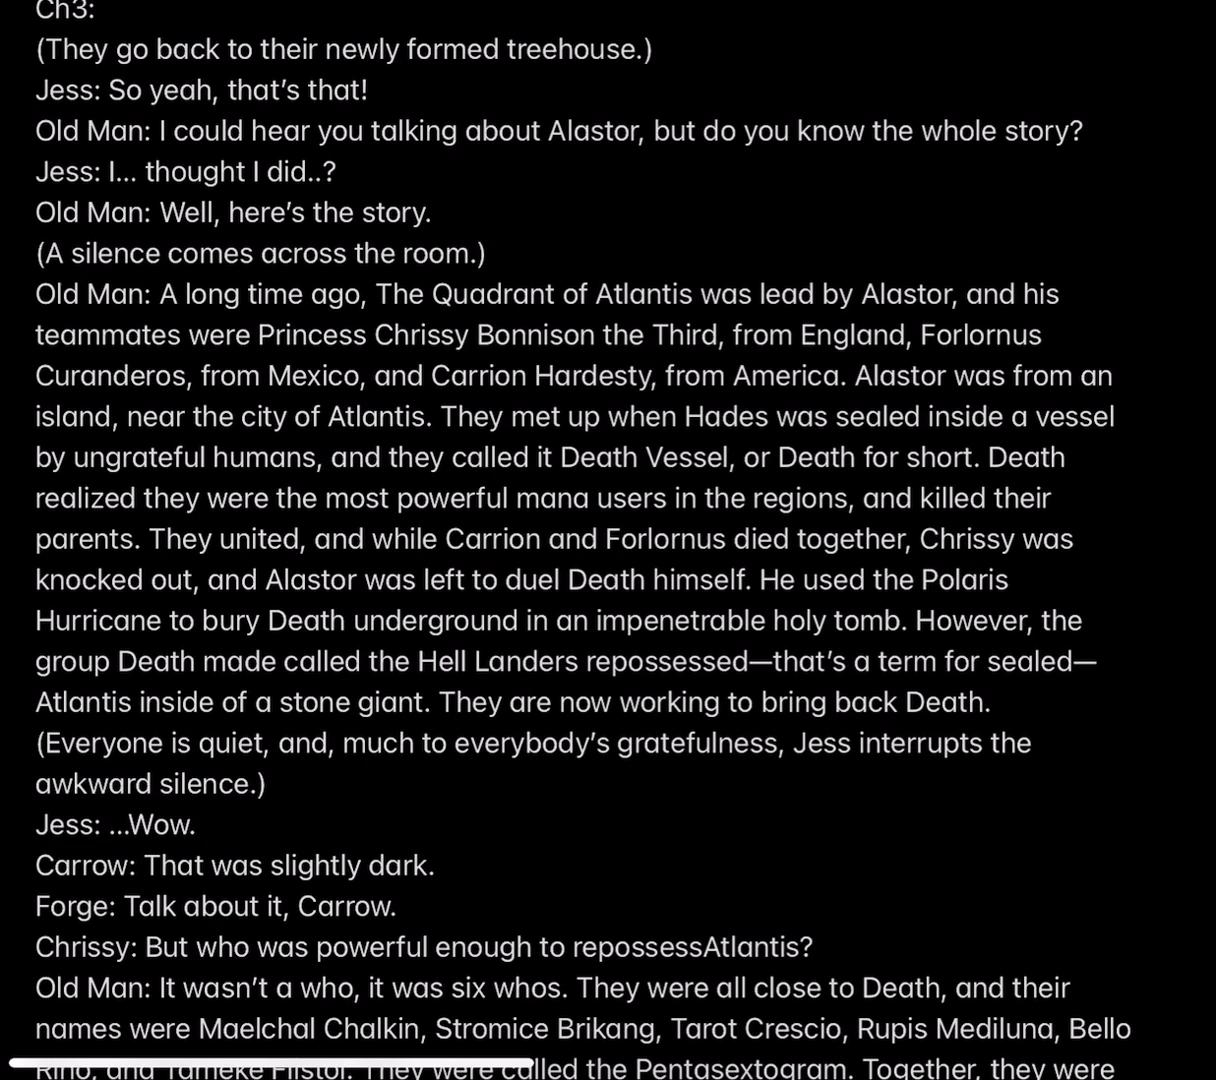 Ch3:
(They go back to their newly formed treehouse.)
Jess: So yeah, that's that!
Old Man: I could hear you talking about Alastor, but do you know the whole story?
Jess: I... thought I did..?
Old Man: Well, here's the story.
(A silence comes across the room.)
Old Man: A long time ago, The Quadrant of Atlantis was lead by Alastor, and his
teammates were Princess Chrissy Bonnison the Third, from England, Forlornus
Curanderos, from Mexico, and Carrion Hardesty, from America. Alastor was from an
island, near the city of Atlantis. They met up when Hades was sealed inside a vessel
by ungrateful humans, and they called it Death Vessel, or Death for short. Death
realized they were the most powerful mana users in the regions, and killed their
parents. They united, and while Carrion and Forlornus died together, Chrissy was
knocked out, and Alastor was left to duel Death himself. He used the Polaris
Hurricane to bury Death underground in an impenetrable holy tomb. However, the
group Death made called the Hell Landers repossessed—that's a term for sealed—
Atlantis inside of a stone giant. They are now working to bring back Death.
(Everyone is quiet, and, much to everybody's gratefulness, Jess interrupts the
awkward silence.)
Jess: ...Wow.
Carrow: That was slightly dark.
Forge: Talk about it, Carrow.
Chrissy: But who was powerful enough to repossessAtlantis?
Old Man: It wasn't a who, it was six whos. They were all close to Death, and their
names were Maelchal Chalkin, Stromice Brikang, Tarot Crescio, Rupis Mediluna, Bello
and They were called the Pentasextogram. Together, they were